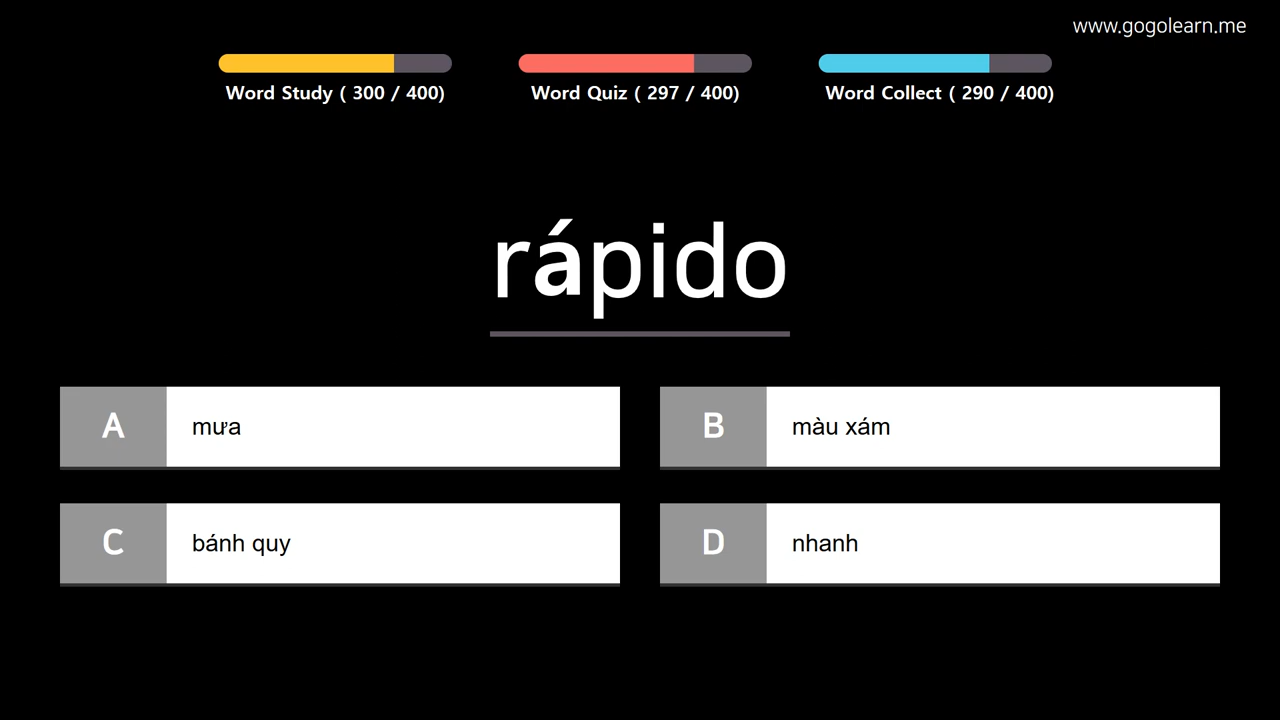 www.gogolearn.me
Word Study ( 300 / 400)
Word Quiz ( 297 / 400)
Word Collect ( 290 / 400)
rápido
A mưa
B màu xám
C bánh quy
D nhanh